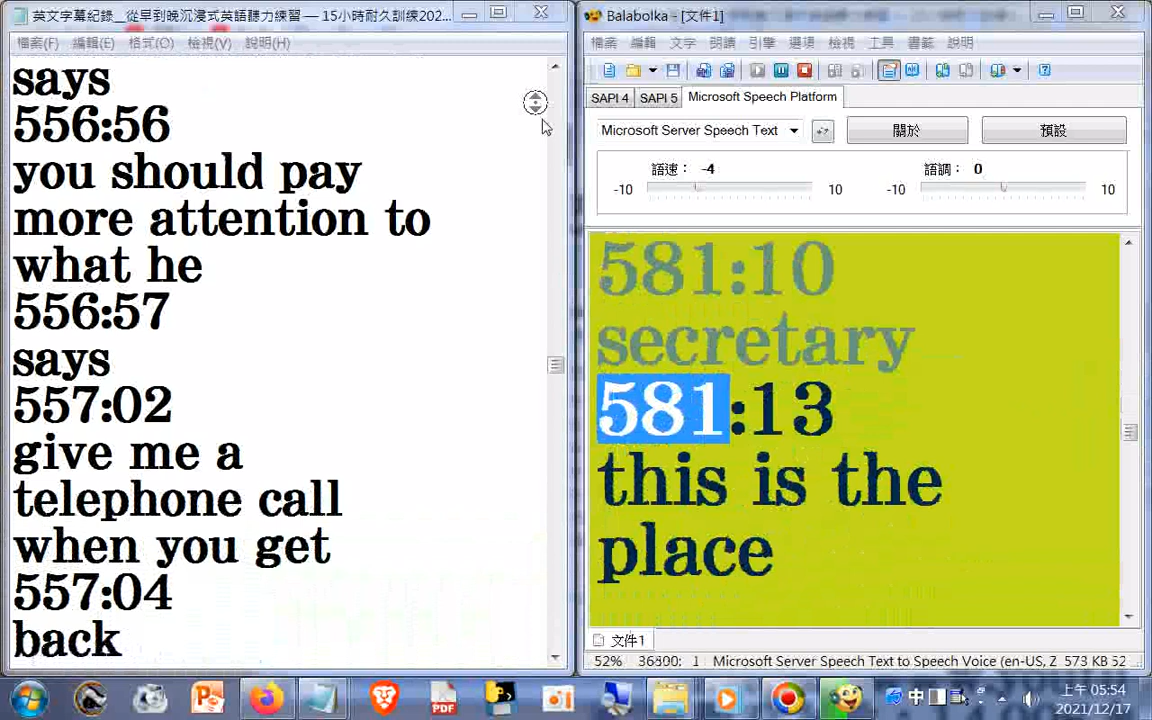 英文字幕紀錄__從早到晚沉浸式英語聽力練習 — 15小時耐久訓練202...
檔案(F) 編輯(E) 格式(O) 檢視(V) 說明(H)
says
556:56
you should pay
more attention to
what he
556:57
says
557:02
give me a
telephone call
when you get
557:04
back
Balabolka - [文件1]
檔案 編輯 文字 朗讀 引擎 選項 檢視 工具 書籤 說明
SAPI 4 SAPI 5 Microsoft Speech Platform
Microsoft Server Speech Text 關於 預設
語速： -4 語調： 0
-10 10 -10 10
581:10
secretary
581:13
this is the
place
文件1
52% 36800: 1 Microsoft Server Speech Text to Speech Voice (en-US, Z 573 KB 52
PDF 中 上午 05:54
2021/12/17